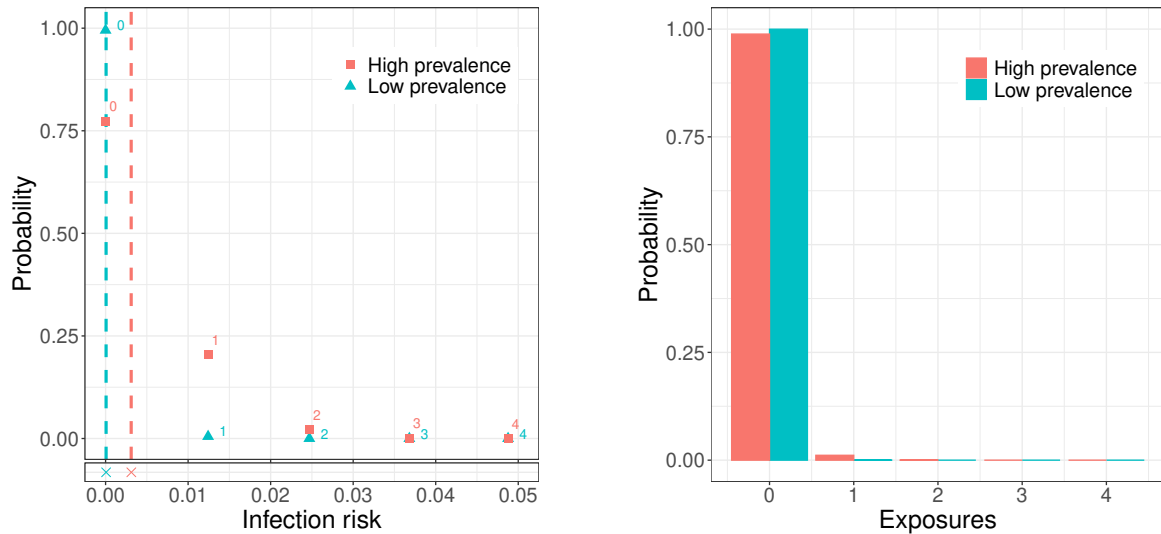 1.00
0.75
0.50
0.25
0.00
Probability
0
0
1
1
2
2
3
3
4
4
High prevalence
Low prevalence
0.00 0.01 0.02 0.03 0.04 0.05
Infection risk
1.00
0.75
0.50
0.25
0.00
Probability
High prevalence
Low prevalence
0 1 2 3 4
Exposures